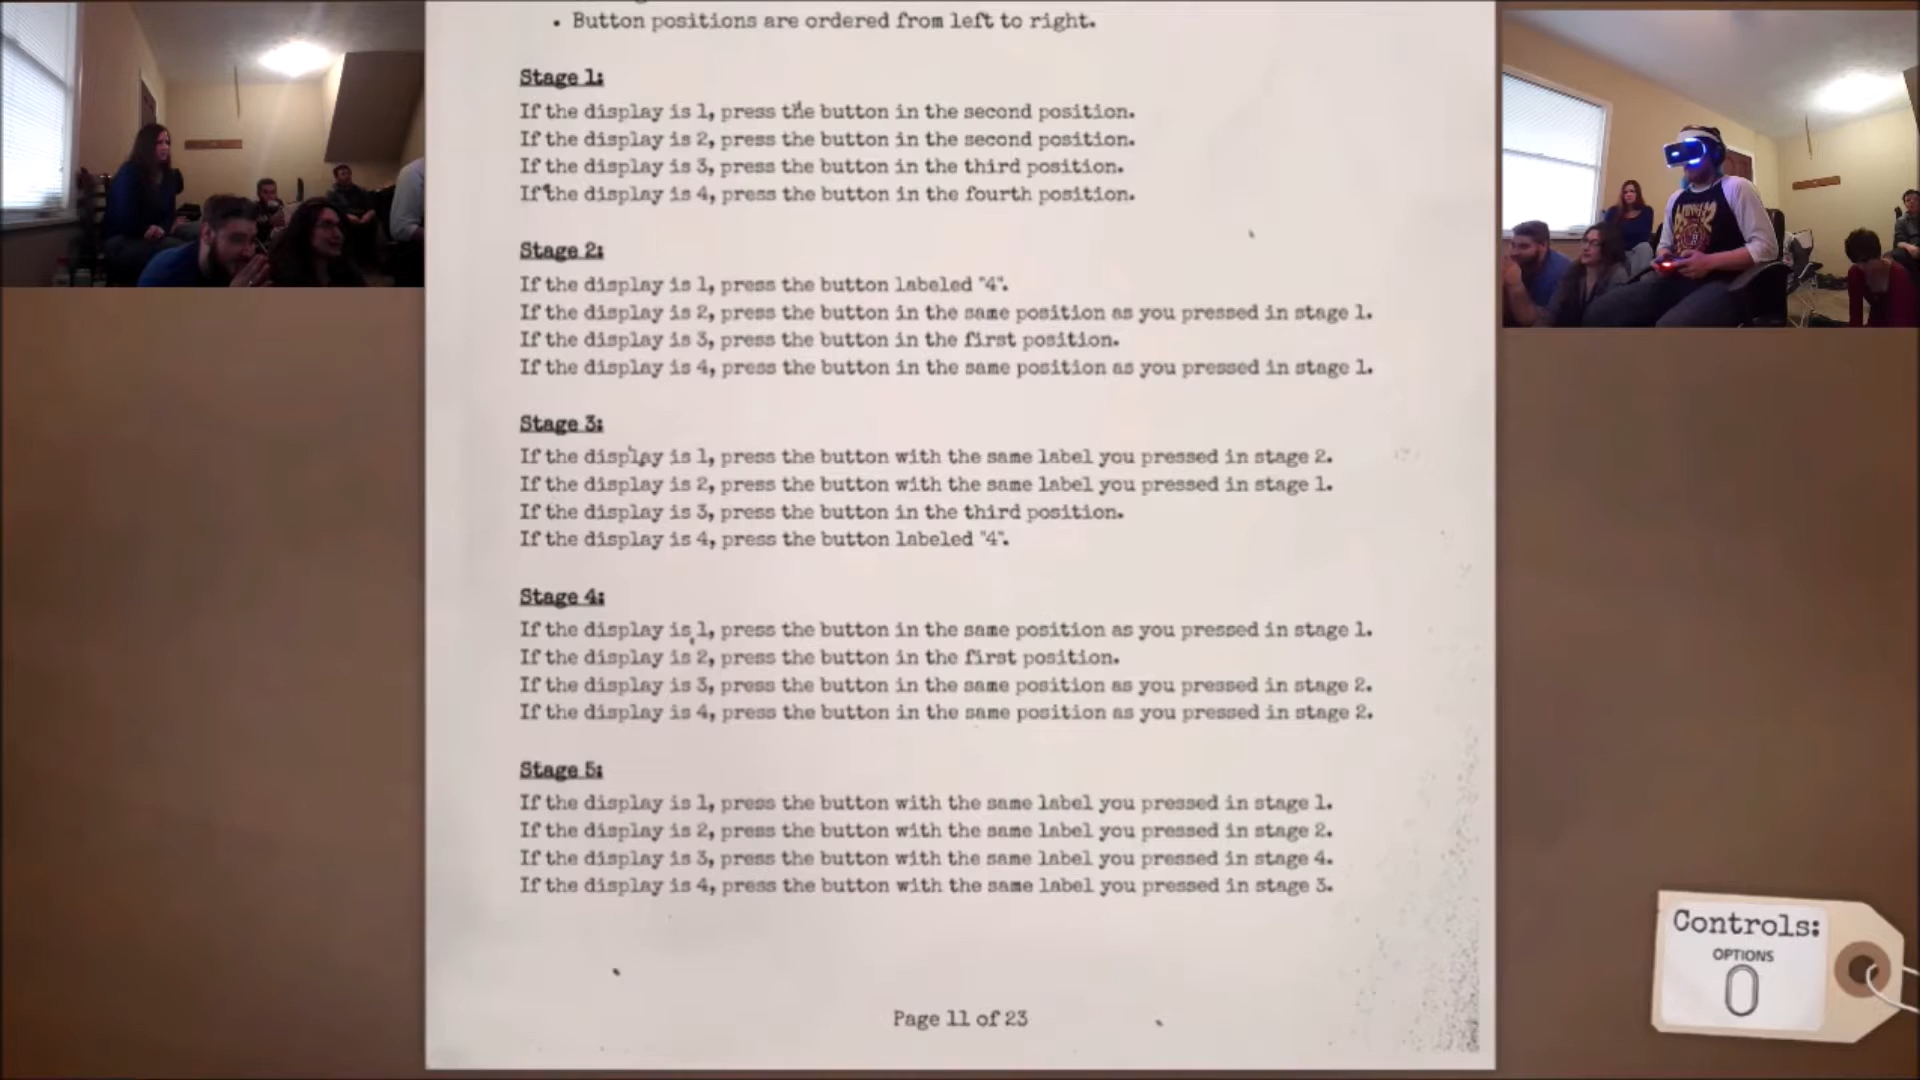 • Button positions are ordered from left to right.
Stage 1:
If the display is 1, press the button in the second position.
If the display is 2, press the button in the second position.
If the display is 3, press the button in the third position.
If the display is 4, press the button in the fourth position.
Stage 2:
If the display is 1, press the button labeled "4".
If the display is 2, press the button in the same position as you pressed in stage 1.
If the display is 3, press the button in the first position.
If the display is 4, press the button in the same position as you pressed in stage 1.
Stage 3:
If the display is 1, press the button with the same label you pressed in stage 2.
If the display is 2, press the button with the same label you pressed in stage 1.
If the display is 3, press the button in the third position.
If the display is 4, press the button labeled "4".
Stage 4:
If the display is 1, press the button in the same position as you pressed in stage 1.
If the display is 2, press the button in the first position.
If the display is 3, press the button in the same position as you pressed in stage 2.
If the display is 4, press the button in the same position as you pressed in stage 2.
Stage 5:
If the display is 1, press the button with the same label you pressed in stage 1.
If the display is 2, press the button with the same label you pressed in stage 2.
If the display is 3, press the button with the same label you pressed in stage 4.
If the display is 4, press the button with the same label you pressed in stage 3.
Page 11 of 23
Controls:
OPTIONS